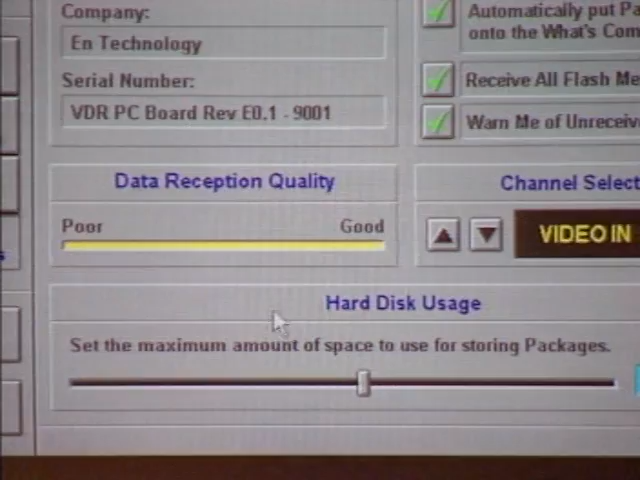 Company:
En Technology
Serial Number:
VDR PC Board Rev E0.1 - 9001
Automatically put Pa
onto the What's Com
Receive All Flash Me
Warn Me of Unreceive
Data Reception Quality
Poor Good
Channel Select
VIDEO IN
Hard Disk Usage
Set the maximum amount of space to use for storing Packages.